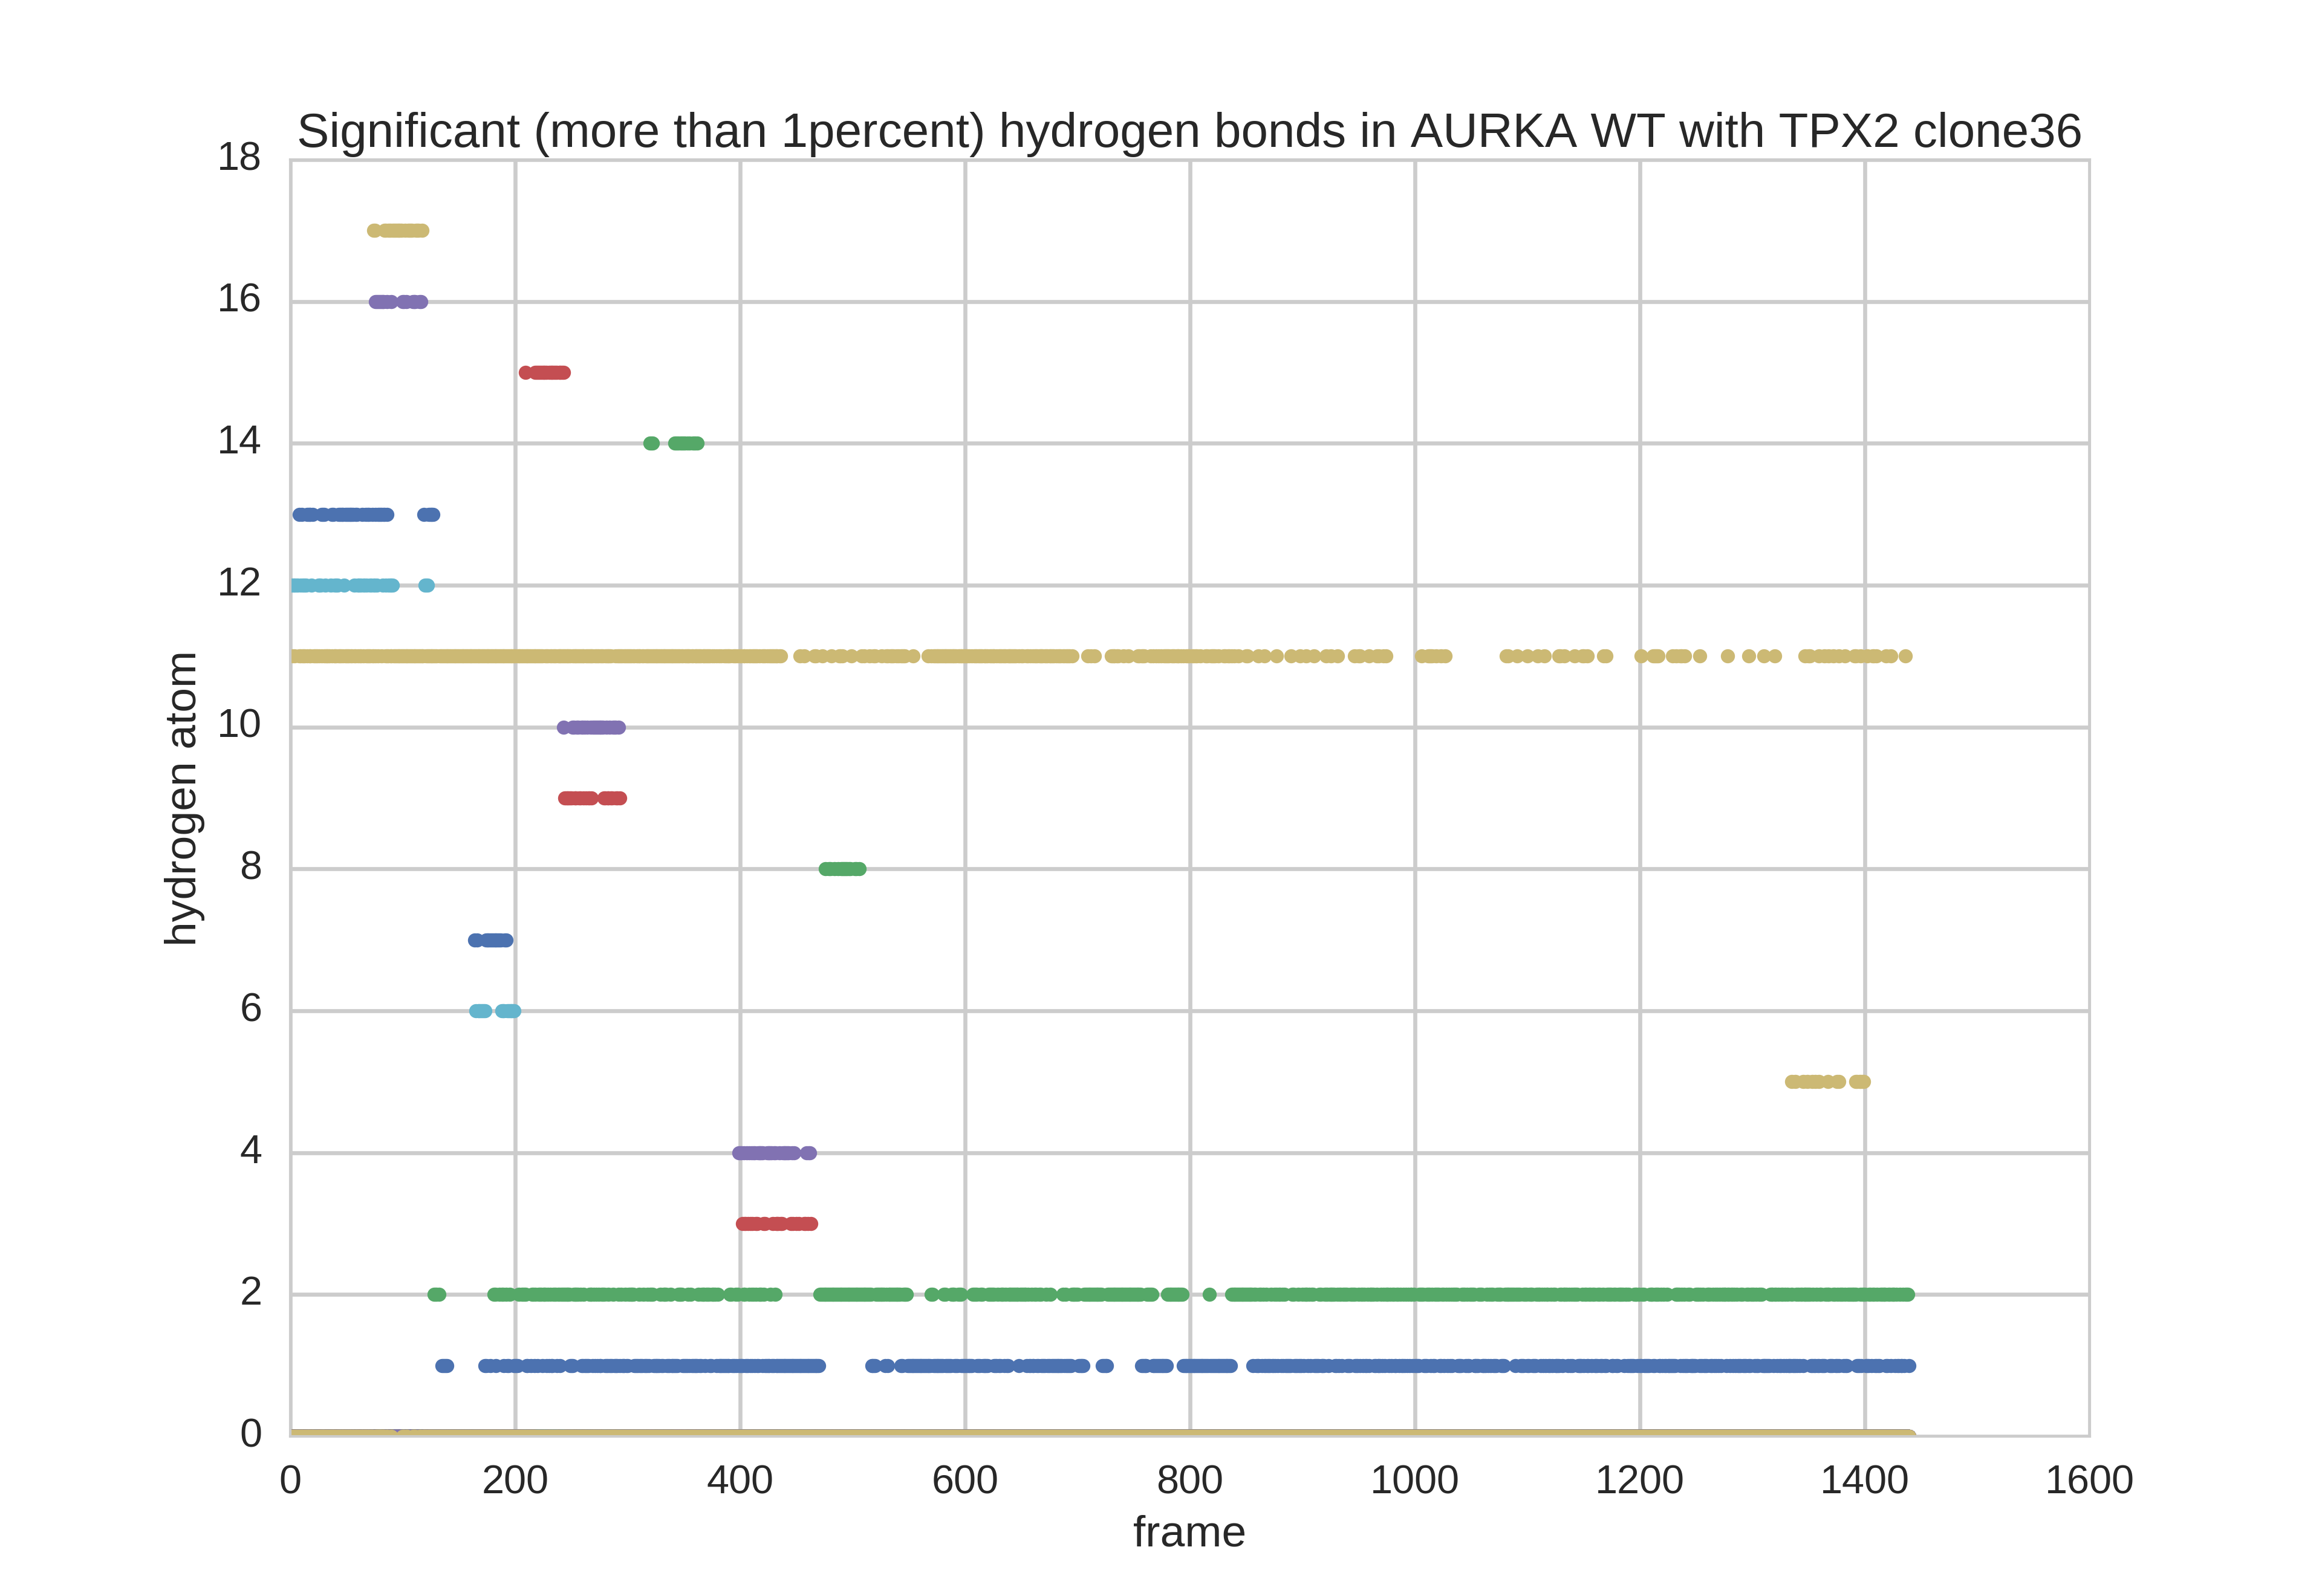 Significant (more than 1percent) hydrogen bonds in AURKA WT with TPX2 clone36
18
16
14
12
10
8
6
4
2
0
hydrogen atom
0 200 400 600 800 1000 1200 1400 1600
frame